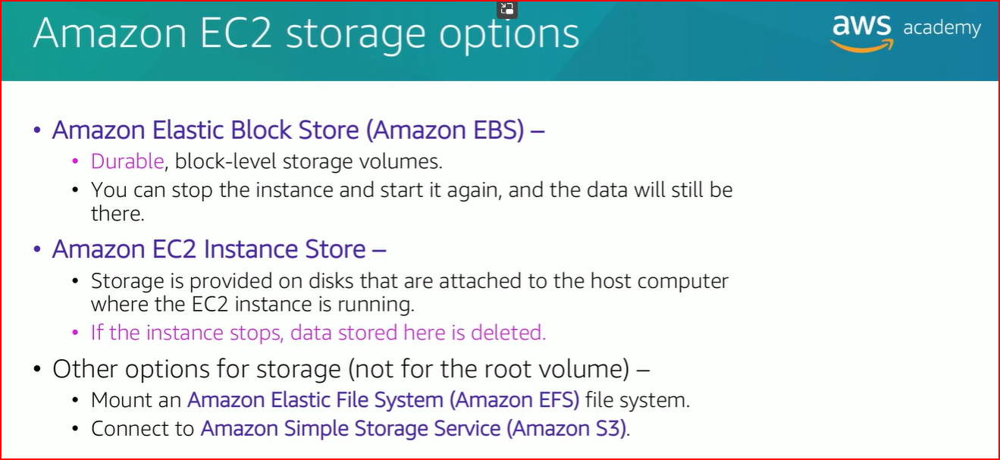 Amazon EC2 storage options
aws academy
• Amazon Elastic Block Store (Amazon EBS) –
• Durable, block-level storage volumes.
• You can stop the instance and start it again, and the data will still be
there.
• Amazon EC2 Instance Store –
• Storage is provided on disks that are attached to the host computer
where the EC2 instance is running.
• If the instance stops, data stored here is deleted.
• Other options for storage (not for the root volume) –
• Mount an Amazon Elastic File System (Amazon EFS) file system.
• Connect to Amazon Simple Storage Service (Amazon S3).